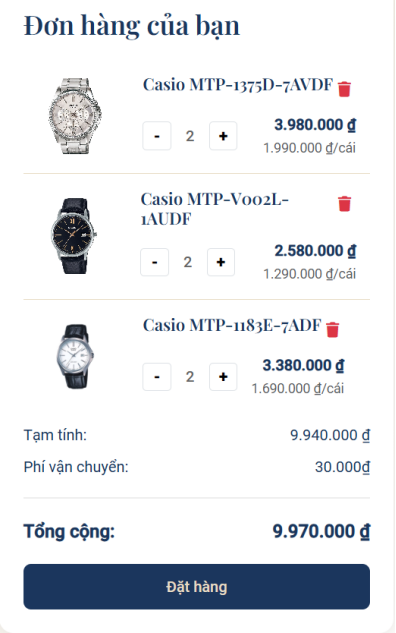 Đơn hàng của bạn
Casio MTP-1375D-7AVDF
- 2 +
3.980.000 ₫
1.990.000 ₫/cái
Casio MTP-V002L-
1AUDF
- 2 +
2.580.000 ₫
1.290.000 ₫/cái
Casio MTP-1183E-7ADF
- 2 +
3.380.000 ₫
1.690.000 ₫/cái
Tạm tính: 9.940.000 ₫
Phí vận chuyển: 30.000₫
Tổng cộng: 9.970.000 ₫
Đặt hàng